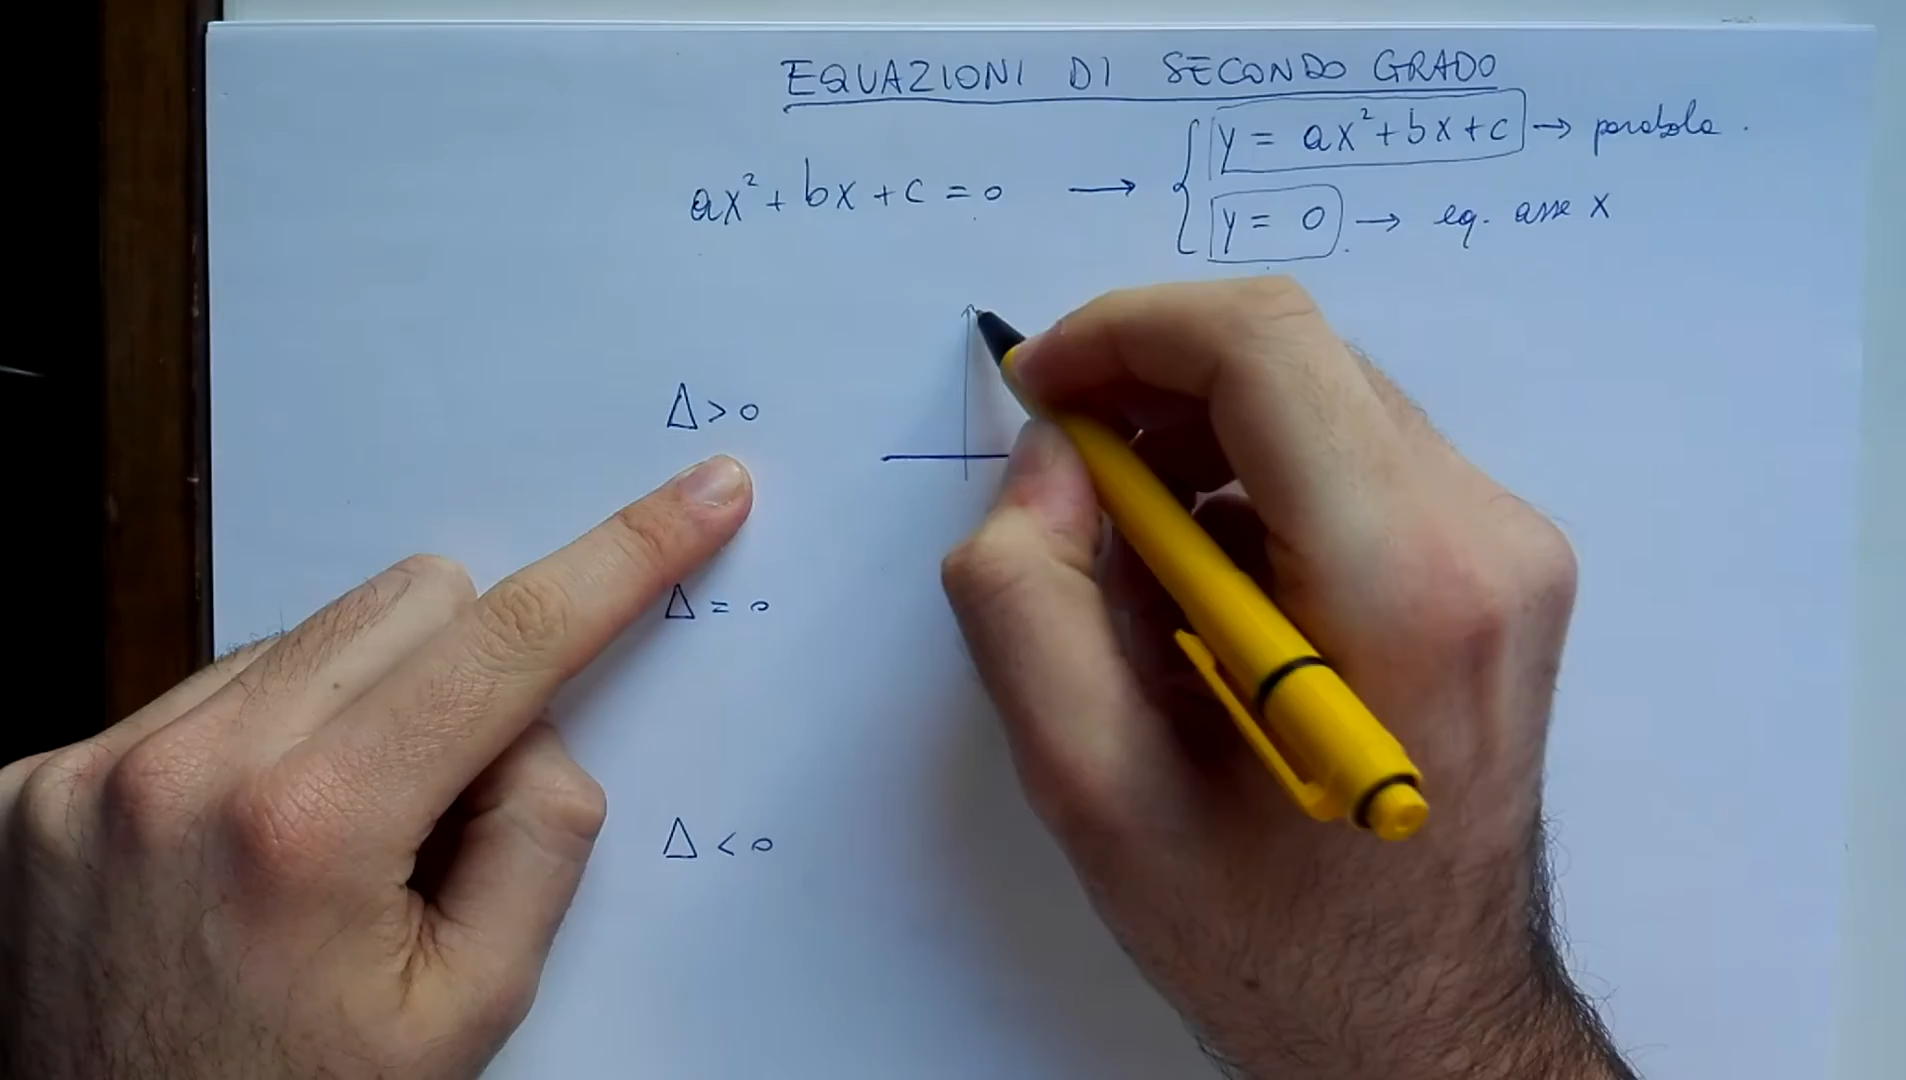 EQUAZIONI DI SECONDO GRADO
ax² + bx + c = 0 → { y = ax² + bx + c → parabola.
y = 0 → eq. asse x
Δ > 0
Δ = 0
Δ < 0